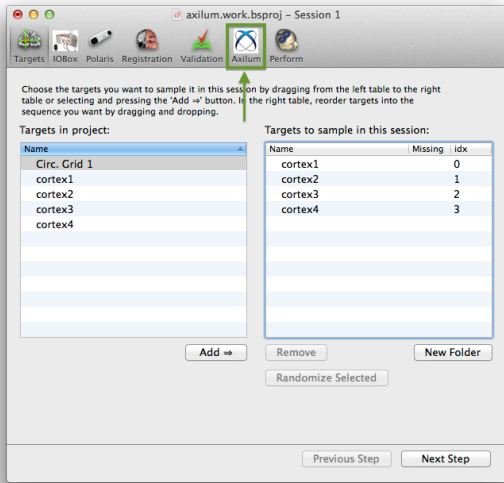 axilum.work.bsproj – Session 1
Targets IOBox Polaris Registration Validation Axilum Perform
Choose the targets you want to sample it in this session by dragging from the left table to the right
table or selecting and pressing the 'Add ⇒' button. In the right table, reorder targets into the
sequence you want by dragging and dropping.
Targets in project:
Name
Circ. Grid 1
cortex1
cortex2
cortex3
cortex4
Add ⇒
Targets to sample in this session:
Name Missing idx
cortex1 0
cortex2 1
cortex3 2
cortex4 3
Remove New Folder
Randomize Selected
Previous Step Next Step